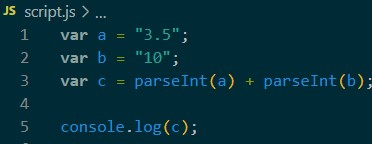 JS script.js > ...
1 var a = "3.5";
2 var b = "10";
3 var c = parseInt(a) + parseInt(b);
4
5 console.log(c);